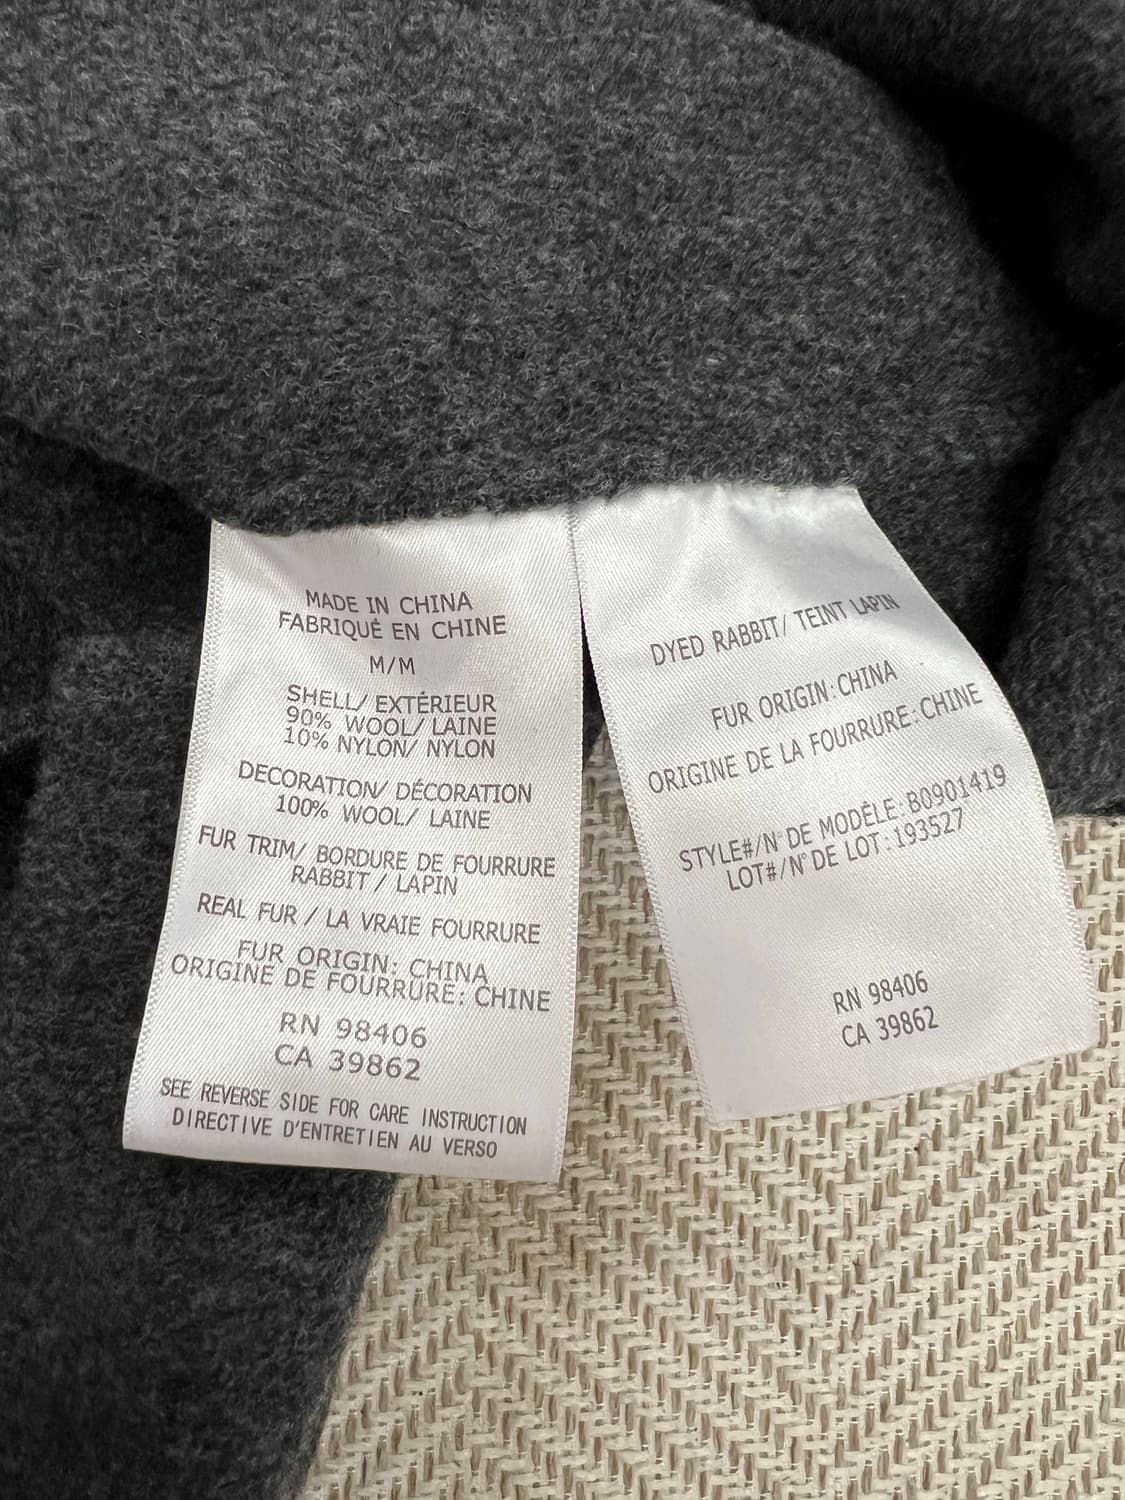 MADE IN CHINA
FABRIQUÉ EN CHINE
M/M
SHELL/ EXTÉRIEUR
90% WOOL/ LAINE
10% NYLON/ NYLON
DECORATION/ DÉCORATION
100% WOOL/ LAINE
FUR TRIM/ BORDURE DE FOURRURE
RABBIT / LAPIN
REAL FUR / LA VRAIE FOURRURE
FUR ORIGIN: CHINA
ORIGINE DE FOURRURE: CHINE
RN 98406
CA 39862
SEE REVERSE SIDE FOR CARE INSTRUCTION
DIRECTIVE D'ENTRETIEN AU VERSO
DYED RABBIT/ TEINT LAPIN
FUR ORIGIN:CHINA
ORIGINE DE LA FOURRURE:CHINE
STYLE#/N° DE MODÈLE:B0901419
LOT#/N° DE LOT:193527
RN 98406
CA 39862